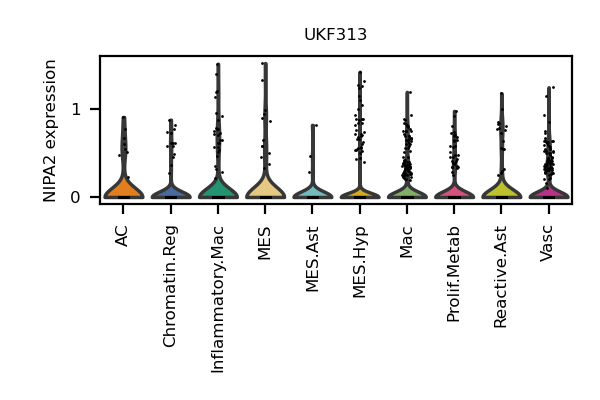 UKF313
NIPA2 expression
1
0
AC
Chromatin.Reg
Inflammatory.Mac
MES
MES.Ast
MES.Hyp
Mac
Prolif.Metab
Reactive.Ast
Vasc